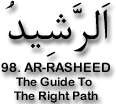 اَلرَّشِيدُ
98. AR-RASHEED
The Guide To
The Right Path